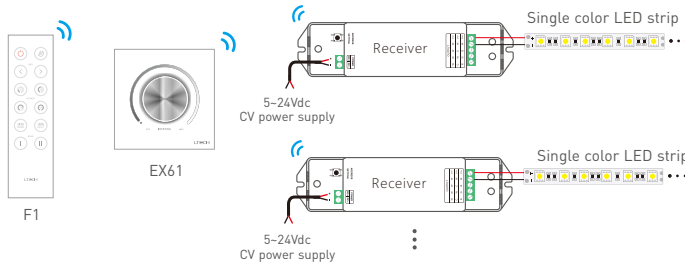 Single color LED strip
Receiver
5~24Vdc
CV power supply
EX61
F1
Single color LED strip
Receiver
5~24Vdc
CV power supply